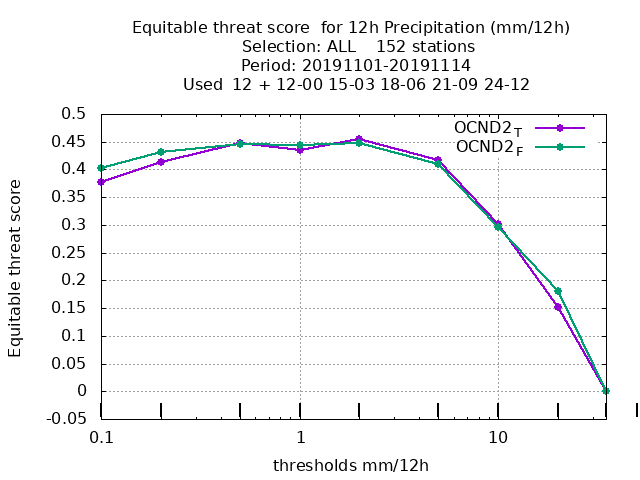 Equitable threat score  for 12h Precipitation (mm/12h)
Selection: ALL    152 stations
Period: 20191101-20191114
Used  12 + 12-00 15-03 18-06 21-09 24-12
OCND2_T
OCND2_F
Equitable threat score
0.5
0.45
0.4
0.35
0.3
0.25
0.2
0.15
0.1
0.05
0
-0.05
0.1 1 10
thresholds mm/12h